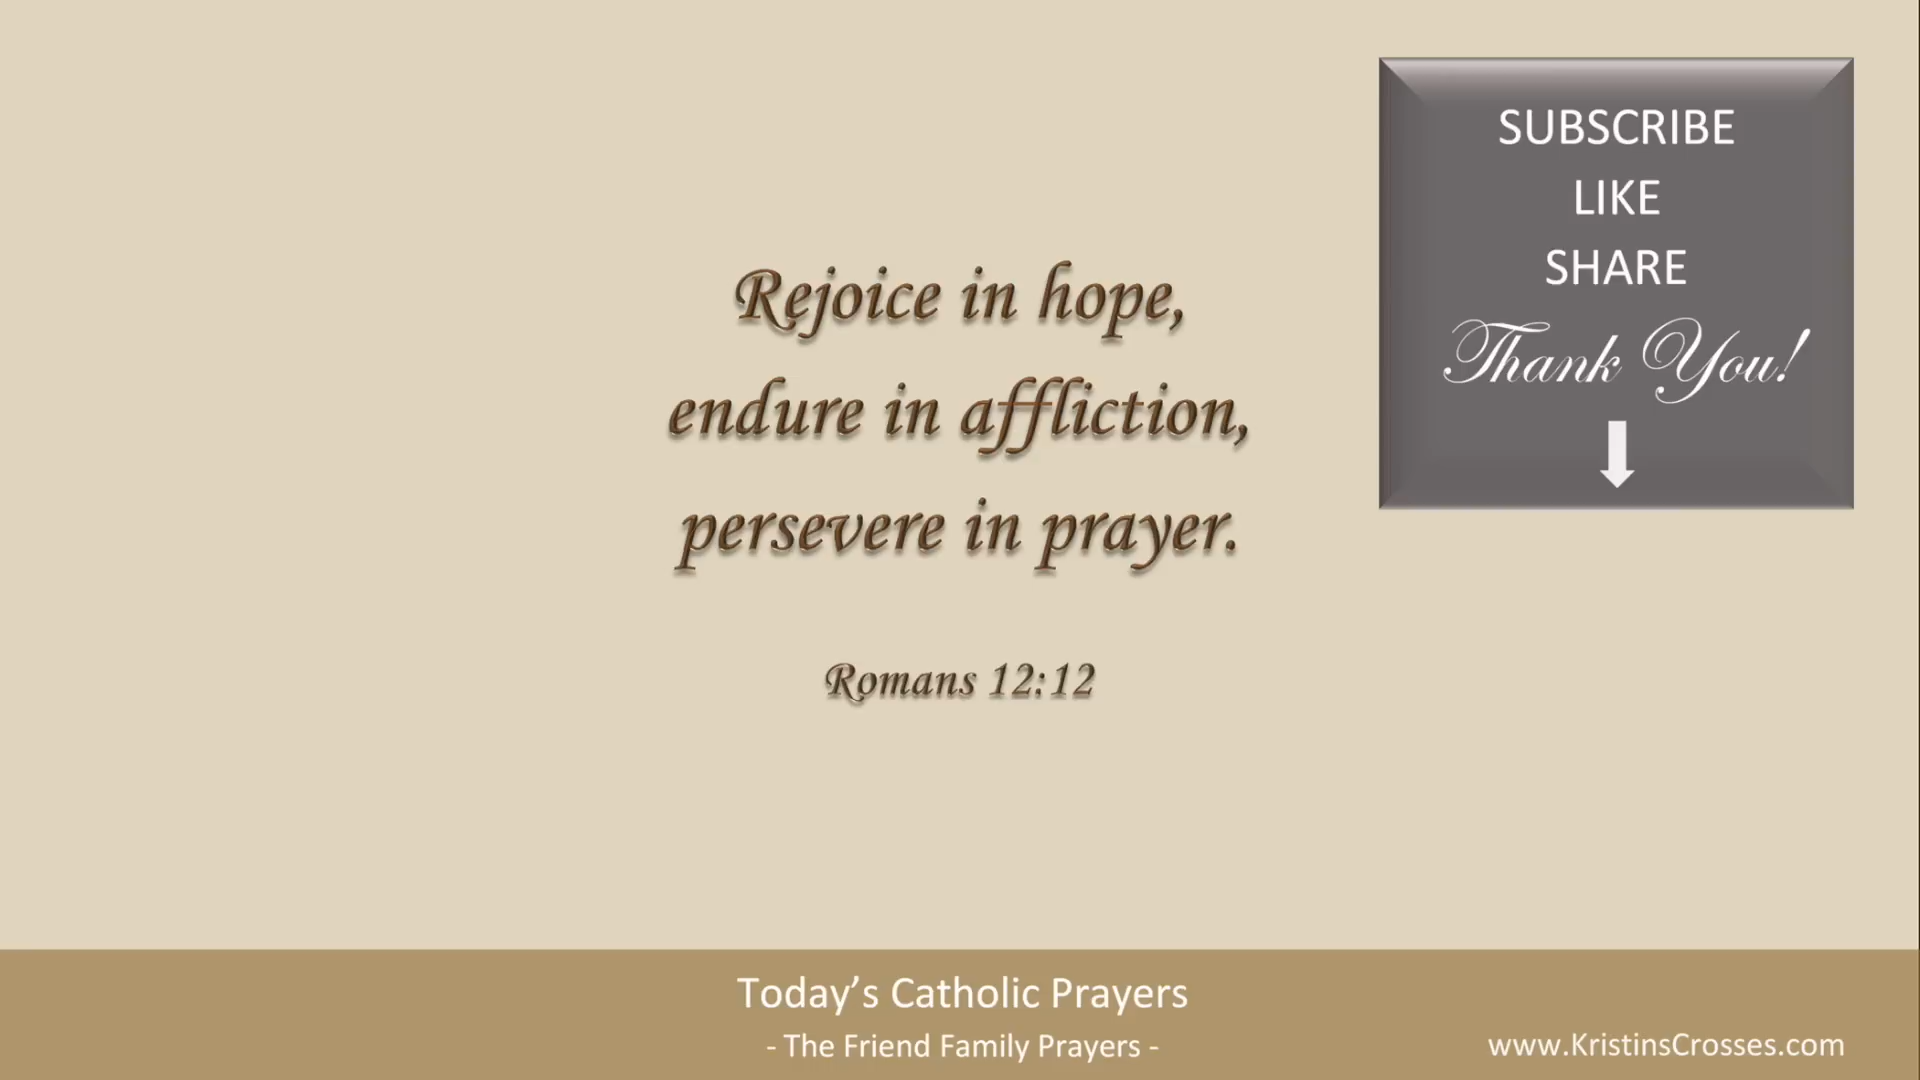 Rejoice in hope,
endure in affliction,
persevere in prayer.
Romans 12:12
SUBSCRIBE
LIKE
SHARE
Thank You!
Today’s Catholic Prayers
- The Friend Family Prayers -
www.KristinsCrosses.com